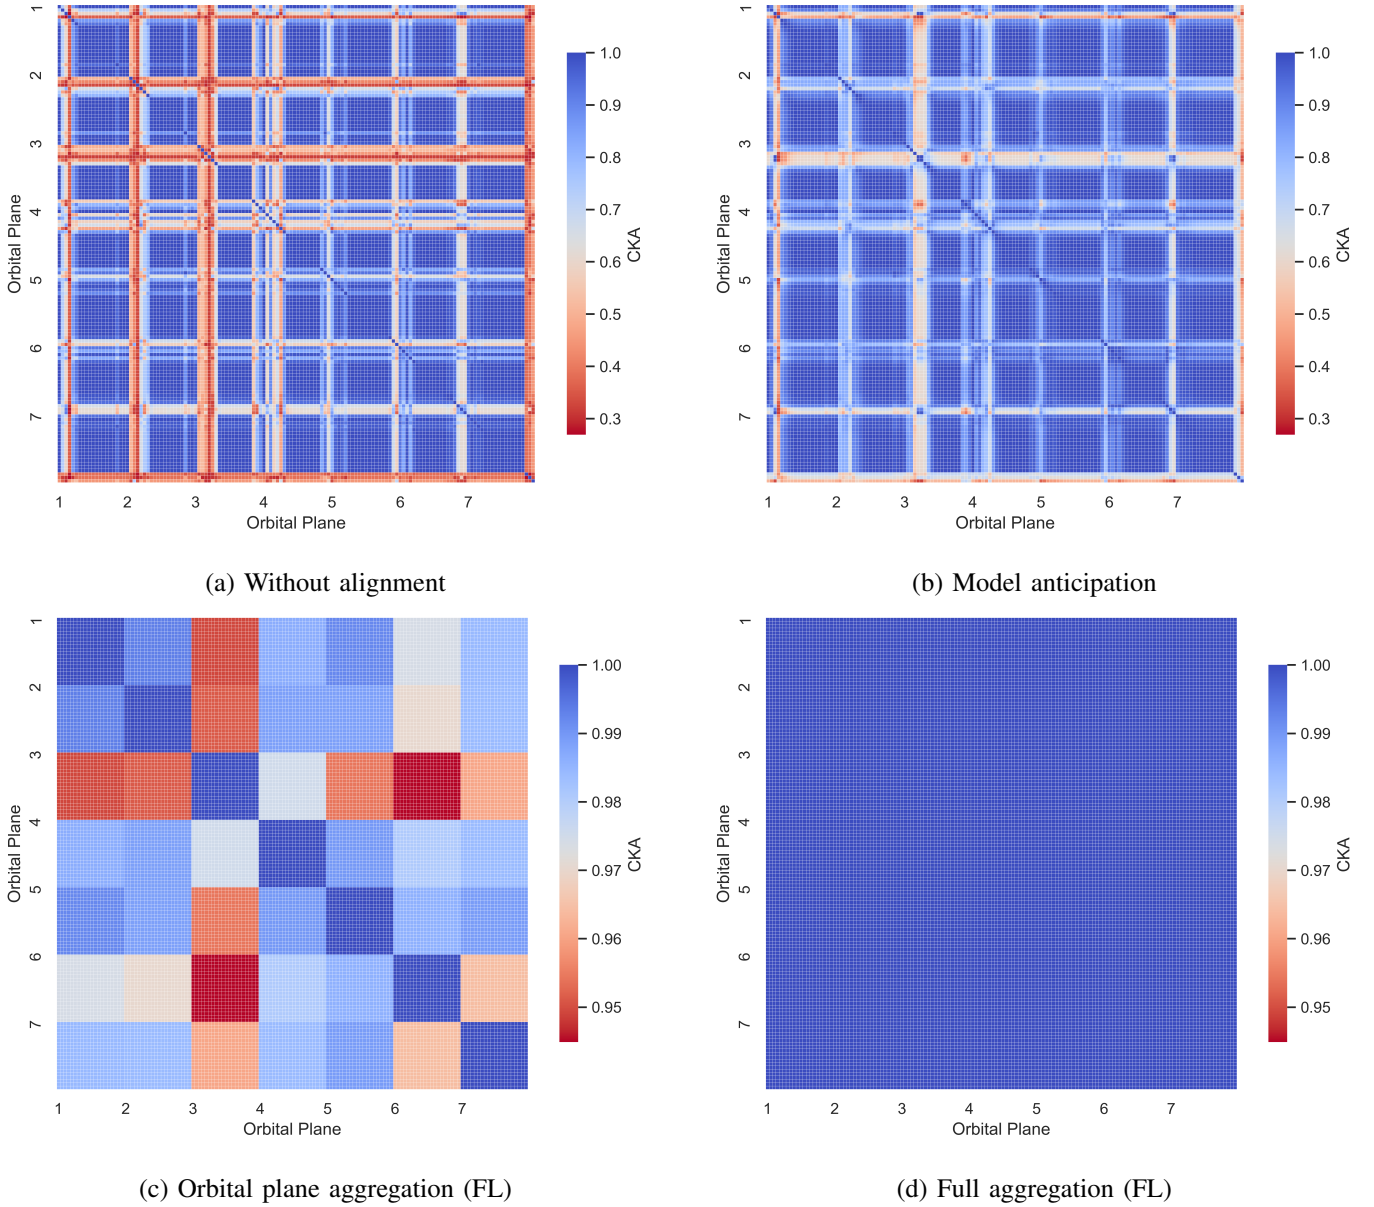 1
2
3
4
5
6
7
Orbital Plane
1 2 3 4 5 6 7
Orbital Plane
1.0
0.9
0.8
0.7
0.6
0.5
0.4
0.3
CKA
(a) Without alignment
1
2
3
4
5
6
7
Orbital Plane
1 2 3 4 5 6 7
Orbital Plane
1.0
0.9
0.8
0.7
0.6
0.5
0.4
0.3
CKA
(b) Model anticipation
1
2
3
4
5
6
7
Orbital Plane
1 2 3 4 5 6 7
Orbital Plane
1.00
0.99
0.98
0.97
0.96
0.95
CKA
(c) Orbital plane aggregation (FL)
1
2
3
4
5
6
7
Orbital Plane
1 2 3 4 5 6 7
Orbital Plane
1.00
0.99
0.98
0.97
0.96
0.95
CKA
(d) Full aggregation (FL)